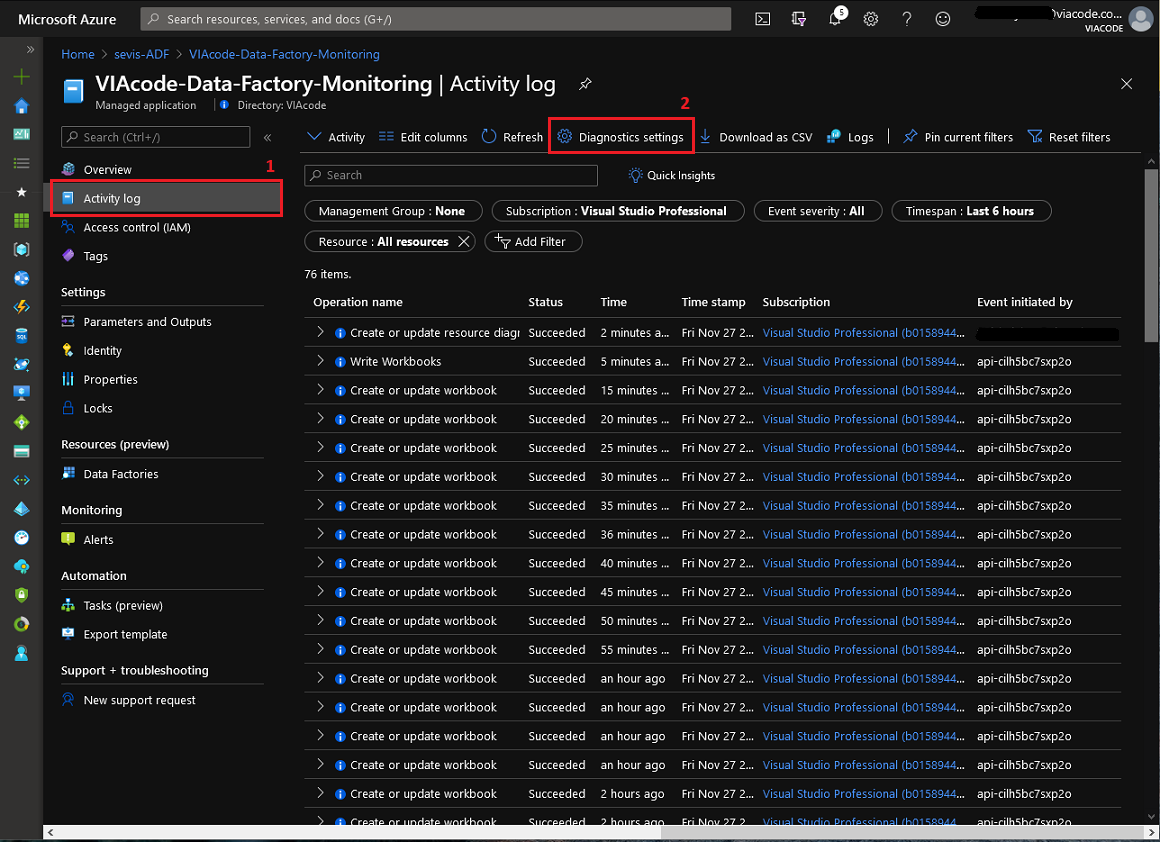 Microsoft Azure
Search resources, services, and docs (G+/)
5
@viacode.co...
VIACODE
Home > sevis-ADF > VIAcode-Data-Factory-Monitoring
VIAcode-Data-Factory-Monitoring | Activity log
Managed application
Directory: VIAcode
Search (Ctrl+/)
Overview
1
Activity log
Access control (IAM)
Tags
Settings
Parameters and Outputs
Identity
Properties
Locks
Resources (preview)
Data Factories
Monitoring
Alerts
Automation
Tasks (preview)
Export template
Support + troubleshooting
New support request
2
Activity Edit columns Refresh Diagnostics settings Download as CSV Logs Pin current filters Reset filters
Search
Quick Insights
Management Group : None Subscription : Visual Studio Professional Event severity : All Timespan : Last 6 hours
Resource : All resources Add Filter
76 items.
Operation name Status Time Time stamp Subscription Event initiated by
Create or update resource diagr Succeeded 2 minutes a... Fri Nov 27 2... Visual Studio Professional (b0158944...
Write Workbooks Succeeded 5 minutes a... Fri Nov 27 2... Visual Studio Professional (b0158944... api-cilh5bc7sxp2o
Create or update workbook Succeeded 15 minutes ... Fri Nov 27 2... Visual Studio Professional (b0158944... api-cilh5bc7sxp2o
Create or update workbook Succeeded 20 minutes ... Fri Nov 27 2... Visual Studio Professional (b0158944... api-cilh5bc7sxp2o
Create or update workbook Succeeded 25 minutes ... Fri Nov 27 2... Visual Studio Professional (b0158944... api-cilh5bc7sxp2o
Create or update workbook Succeeded 30 minutes ... Fri Nov 27 2... Visual Studio Professional (b0158944... api-cilh5bc7sxp2o
Create or update workbook Succeeded 35 minutes ... Fri Nov 27 2... Visual Studio Professional (b0158944... api-cilh5bc7sxp2o
Create or update workbook Succeeded 36 minutes ... Fri Nov 27 2... Visual Studio Professional (b0158944... api-cilh5bc7sxp2o
Create or update workbook Succeeded 40 minutes ... Fri Nov 27 2... Visual Studio Professional (b0158944... api-cilh5bc7sxp2o
Create or update workbook Succeeded 45 minutes ... Fri Nov 27 2... Visual Studio Professional (b0158944... api-cilh5bc7sxp2o
Create or update workbook Succeeded 50 minutes ... Fri Nov 27 2... Visual Studio Professional (b0158944... api-cilh5bc7sxp2o
Create or update workbook Succeeded 55 minutes ... Fri Nov 27 2... Visual Studio Professional (b0158944... api-cilh5bc7sxp2o
Create or update workbook Succeeded an hour ago Fri Nov 27 2... Visual Studio Professional (b0158944... api-cilh5bc7sxp2o
Create or update workbook Succeeded an hour ago Fri Nov 27 2... Visual Studio Professional (b0158944... api-cilh5bc7sxp2o
Create or update workbook Succeeded an hour ago Fri Nov 27 2... Visual Studio Professional (b0158944... api-cilh5bc7sxp2o
Create or update workbook Succeeded an hour ago Fri Nov 27 2... Visual Studio Professional (b0158944... api-cilh5bc7sxp2o
Create or update workbook Succeeded 2 hours ago Fri Nov 27 2... Visual Studio Professional (b0158944... api-cilh5bc7sxp2o
Create or update workbook Succeeded 2 hours ago Fri Nov 27 2... Visual Studio Professional (b0158944... api-cilh5bc7sxp2o